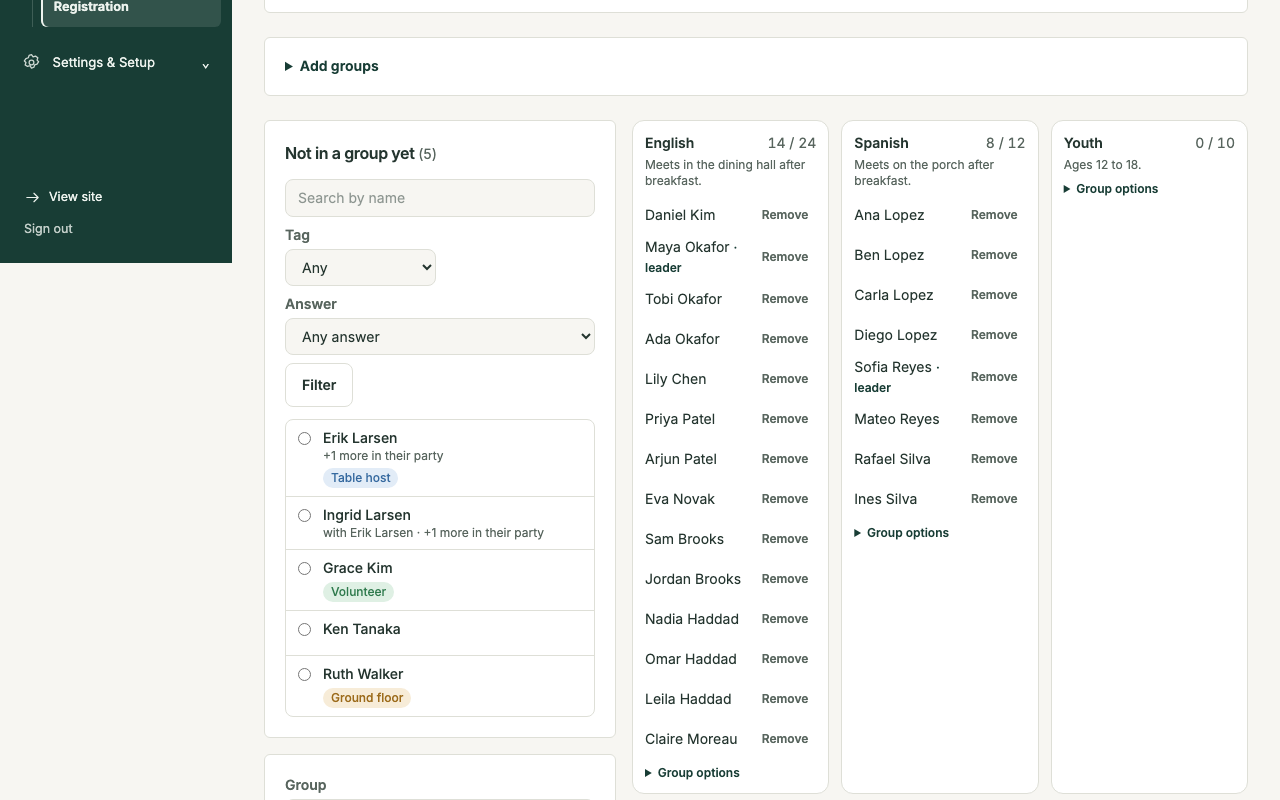 Registration
Settings & Setup
View site
Sign out
Add groups
Not in a group yet (5)
Search by name
Tag
Any
Answer
Any answer
Filter
Erik Larsen
+1 more in their party
Table host
Ingrid Larsen
with Erik Larsen · +1 more in their party
Grace Kim
Volunteer
Ken Tanaka
Ruth Walker
Ground floor
Group
English 14 / 24
Meets in the dining hall after
breakfast.
Daniel Kim Remove
Maya Okafor ·
leader Remove
Tobi Okafor Remove
Ada Okafor Remove
Lily Chen Remove
Priya Patel Remove
Arjun Patel Remove
Eva Novak Remove
Sam Brooks Remove
Jordan Brooks Remove
Nadia Haddad Remove
Omar Haddad Remove
Leila Haddad Remove
Claire Moreau Remove
Group options
Spanish 8 / 12
Meets on the porch after
breakfast.
Ana Lopez Remove
Ben Lopez Remove
Carla Lopez Remove
Diego Lopez Remove
Sofia Reyes ·
leader Remove
Mateo Reyes Remove
Rafael Silva Remove
Ines Silva Remove
Group options
Youth 0 / 10
Ages 12 to 18.
Group options